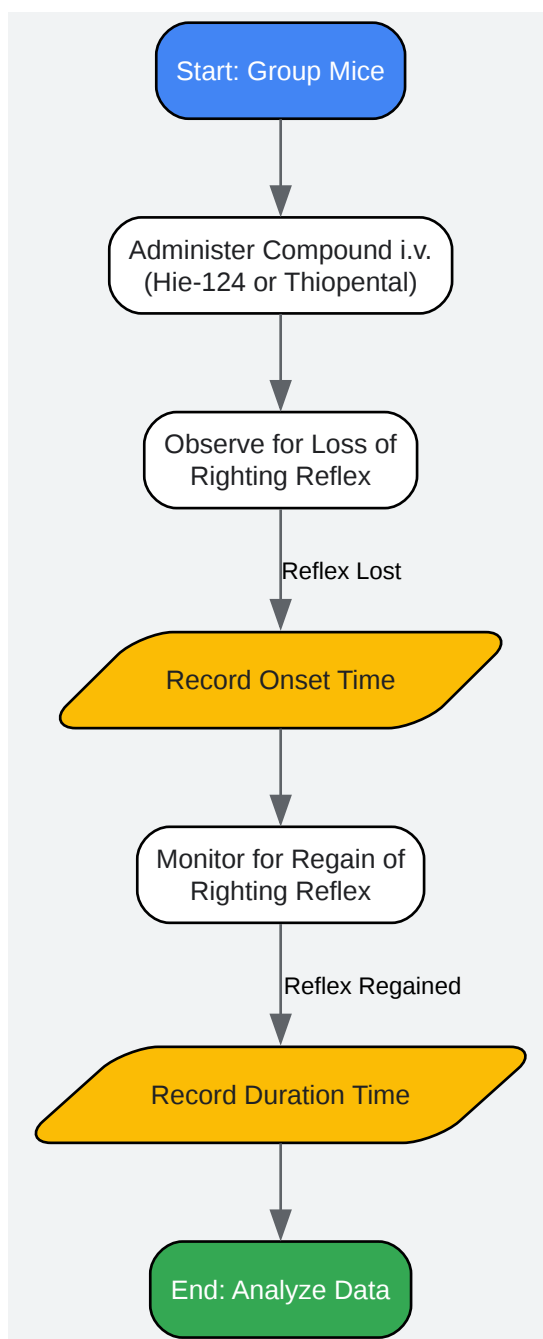 Start: Group Mice
Administer Compound i.v.
(Hie-124 or Thiopental)
Observe for Loss of
Righting Reflex
Reflex Lost
Record Onset Time
Monitor for Regain of
Righting Reflex
Reflex Regained
Record Duration Time
End: Analyze Data